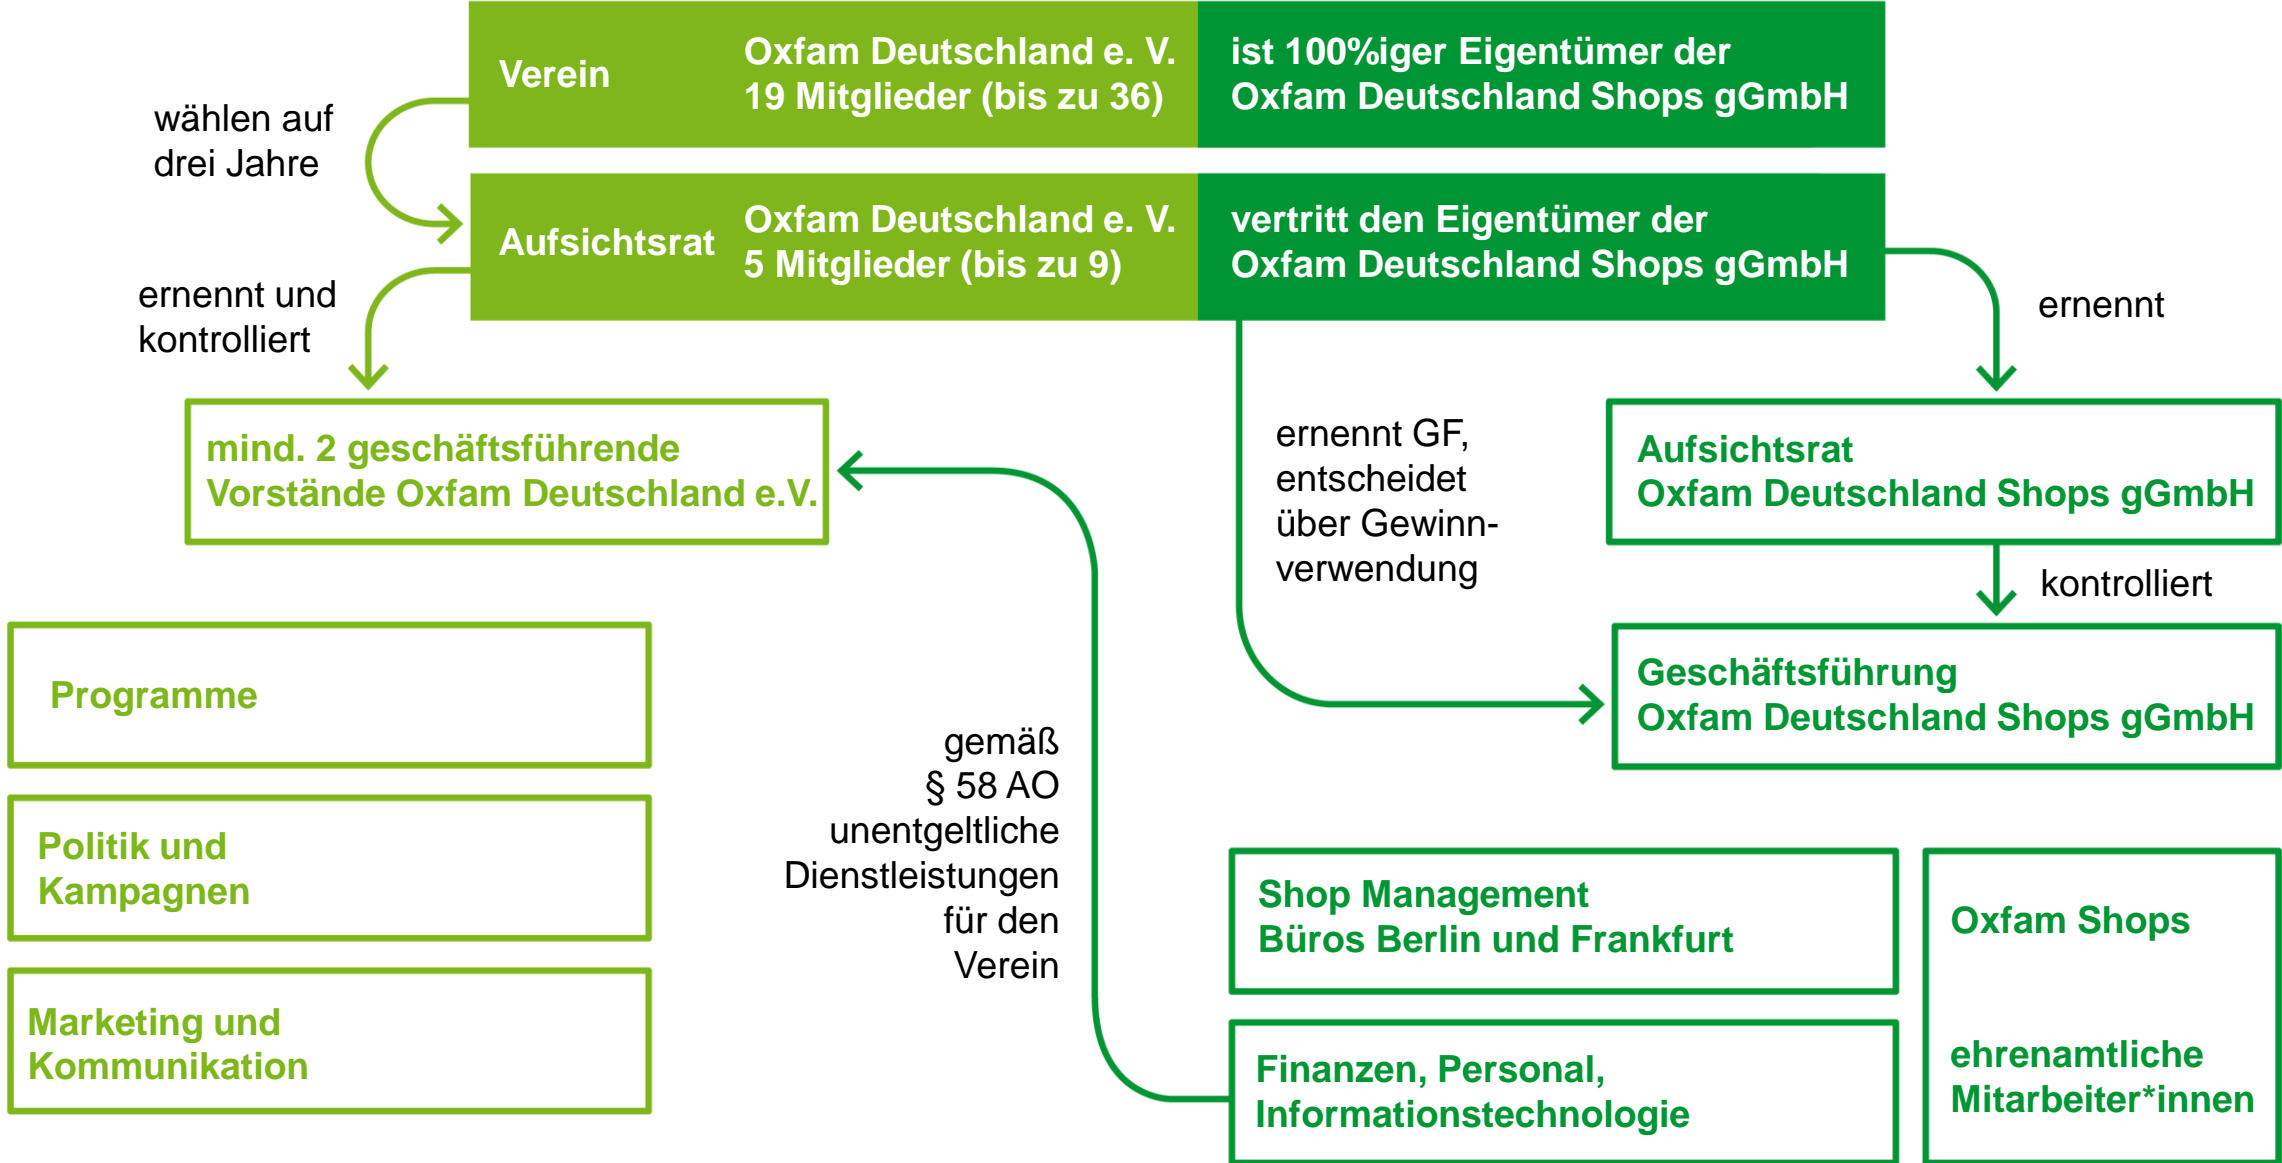 Verein
Oxfam Deutschland e. V.
19 Mitglieder (bis zu 36)
ist 100%iger Eigentümer der
Oxfam Deutschland Shops gGmbH
wählen auf
drei Jahre
Aufsichtsrat
Oxfam Deutschland e. V.
5 Mitglieder (bis zu 9)
vertritt den Eigentümer der
Oxfam Deutschland Shops gGmbH
ernennt und
kontrolliert
ernennt
mind. 2 geschäftsführende
Vorstände Oxfam Deutschland e.V.
ernennt GF,
entscheidet
über Gewinn-
verwendung
Aufsichtsrat
Oxfam Deutschland Shops gGmbH
kontrolliert
Geschäftsführung
Oxfam Deutschland Shops gGmbH
Programme
Politik und
Kampagnen
Marketing und
Kommunikation
gemäß
§ 58 AO
unentgeltliche
Dienstleistungen
für den
Verein
Shop Management
Büros Berlin und Frankfurt
Finanzen, Personal,
Informationstechnologie
Oxfam Shops
ehrenamtliche
Mitarbeiter*innen